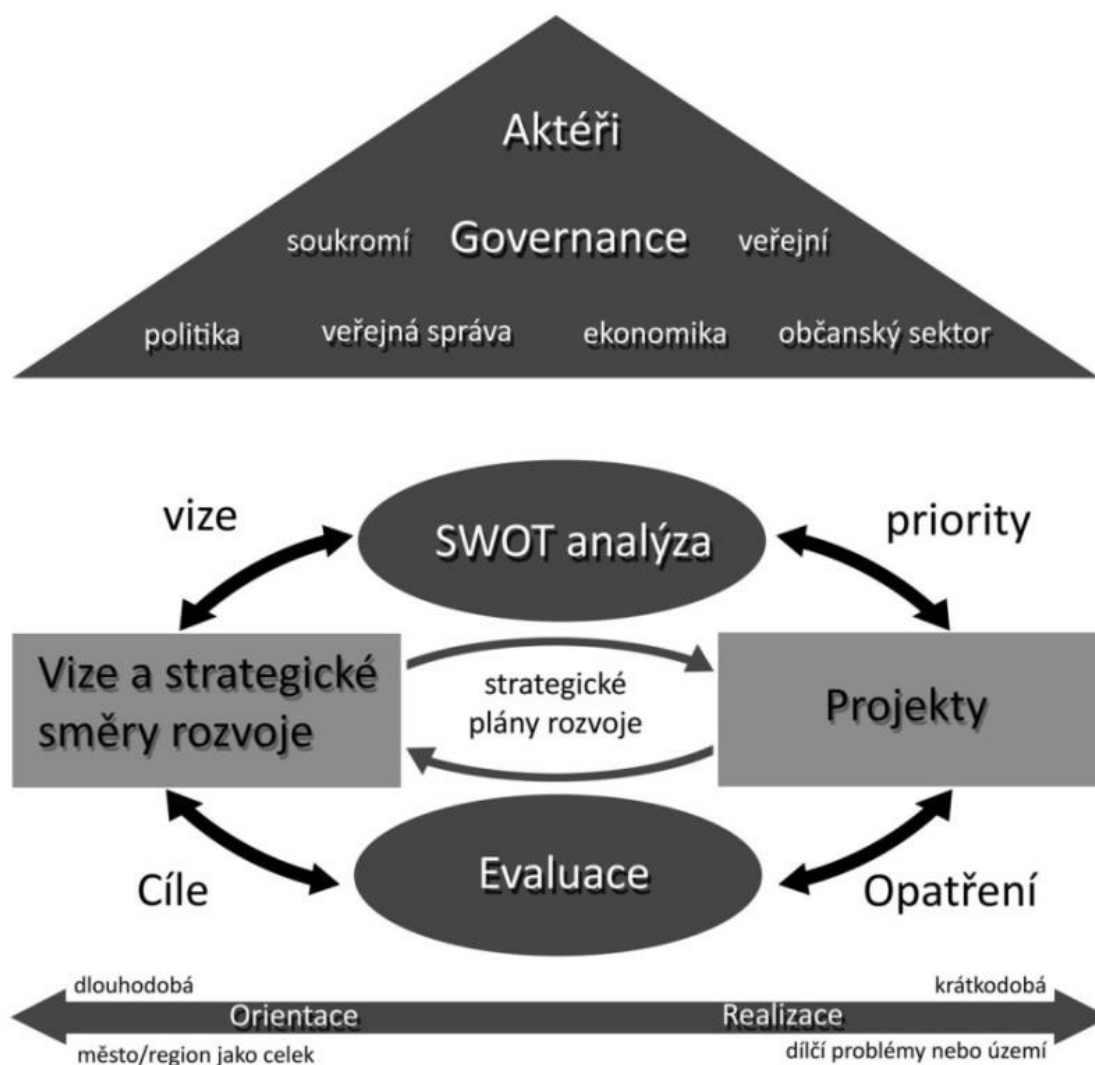 Aktéři
soukromí Governance veřejní
politika veřejná správa ekonomika občanský sektor
vize
SWOT analýza
priority
Vize a strategické
směry rozvoje
strategické
plány rozvoje
Projekty
Cíle
Evaluace
Opatření
dlouhodobá
krátkodobá
Orientace
Realizace
město/region jako celek
dílčí problémy nebo území